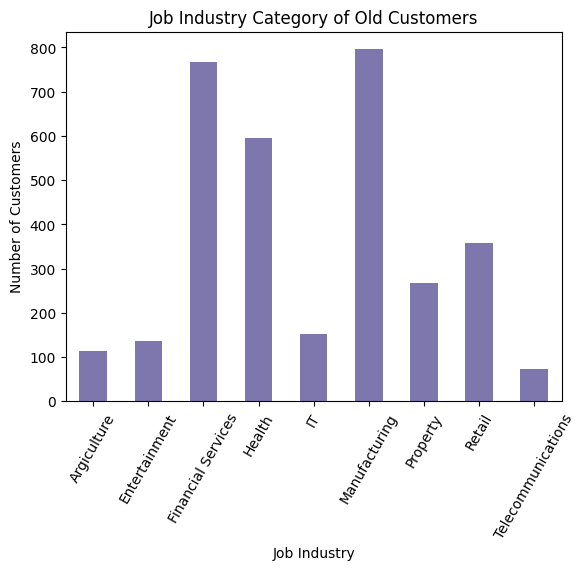 Job Industry Category of Old Customers
Number of Customers
800
700
600
500
400
300
200
100
0
Argiculture
Entertainment
Financial Services
Health
IT
Manufacturing
Property
Retail
Telecommunications
Job Industry